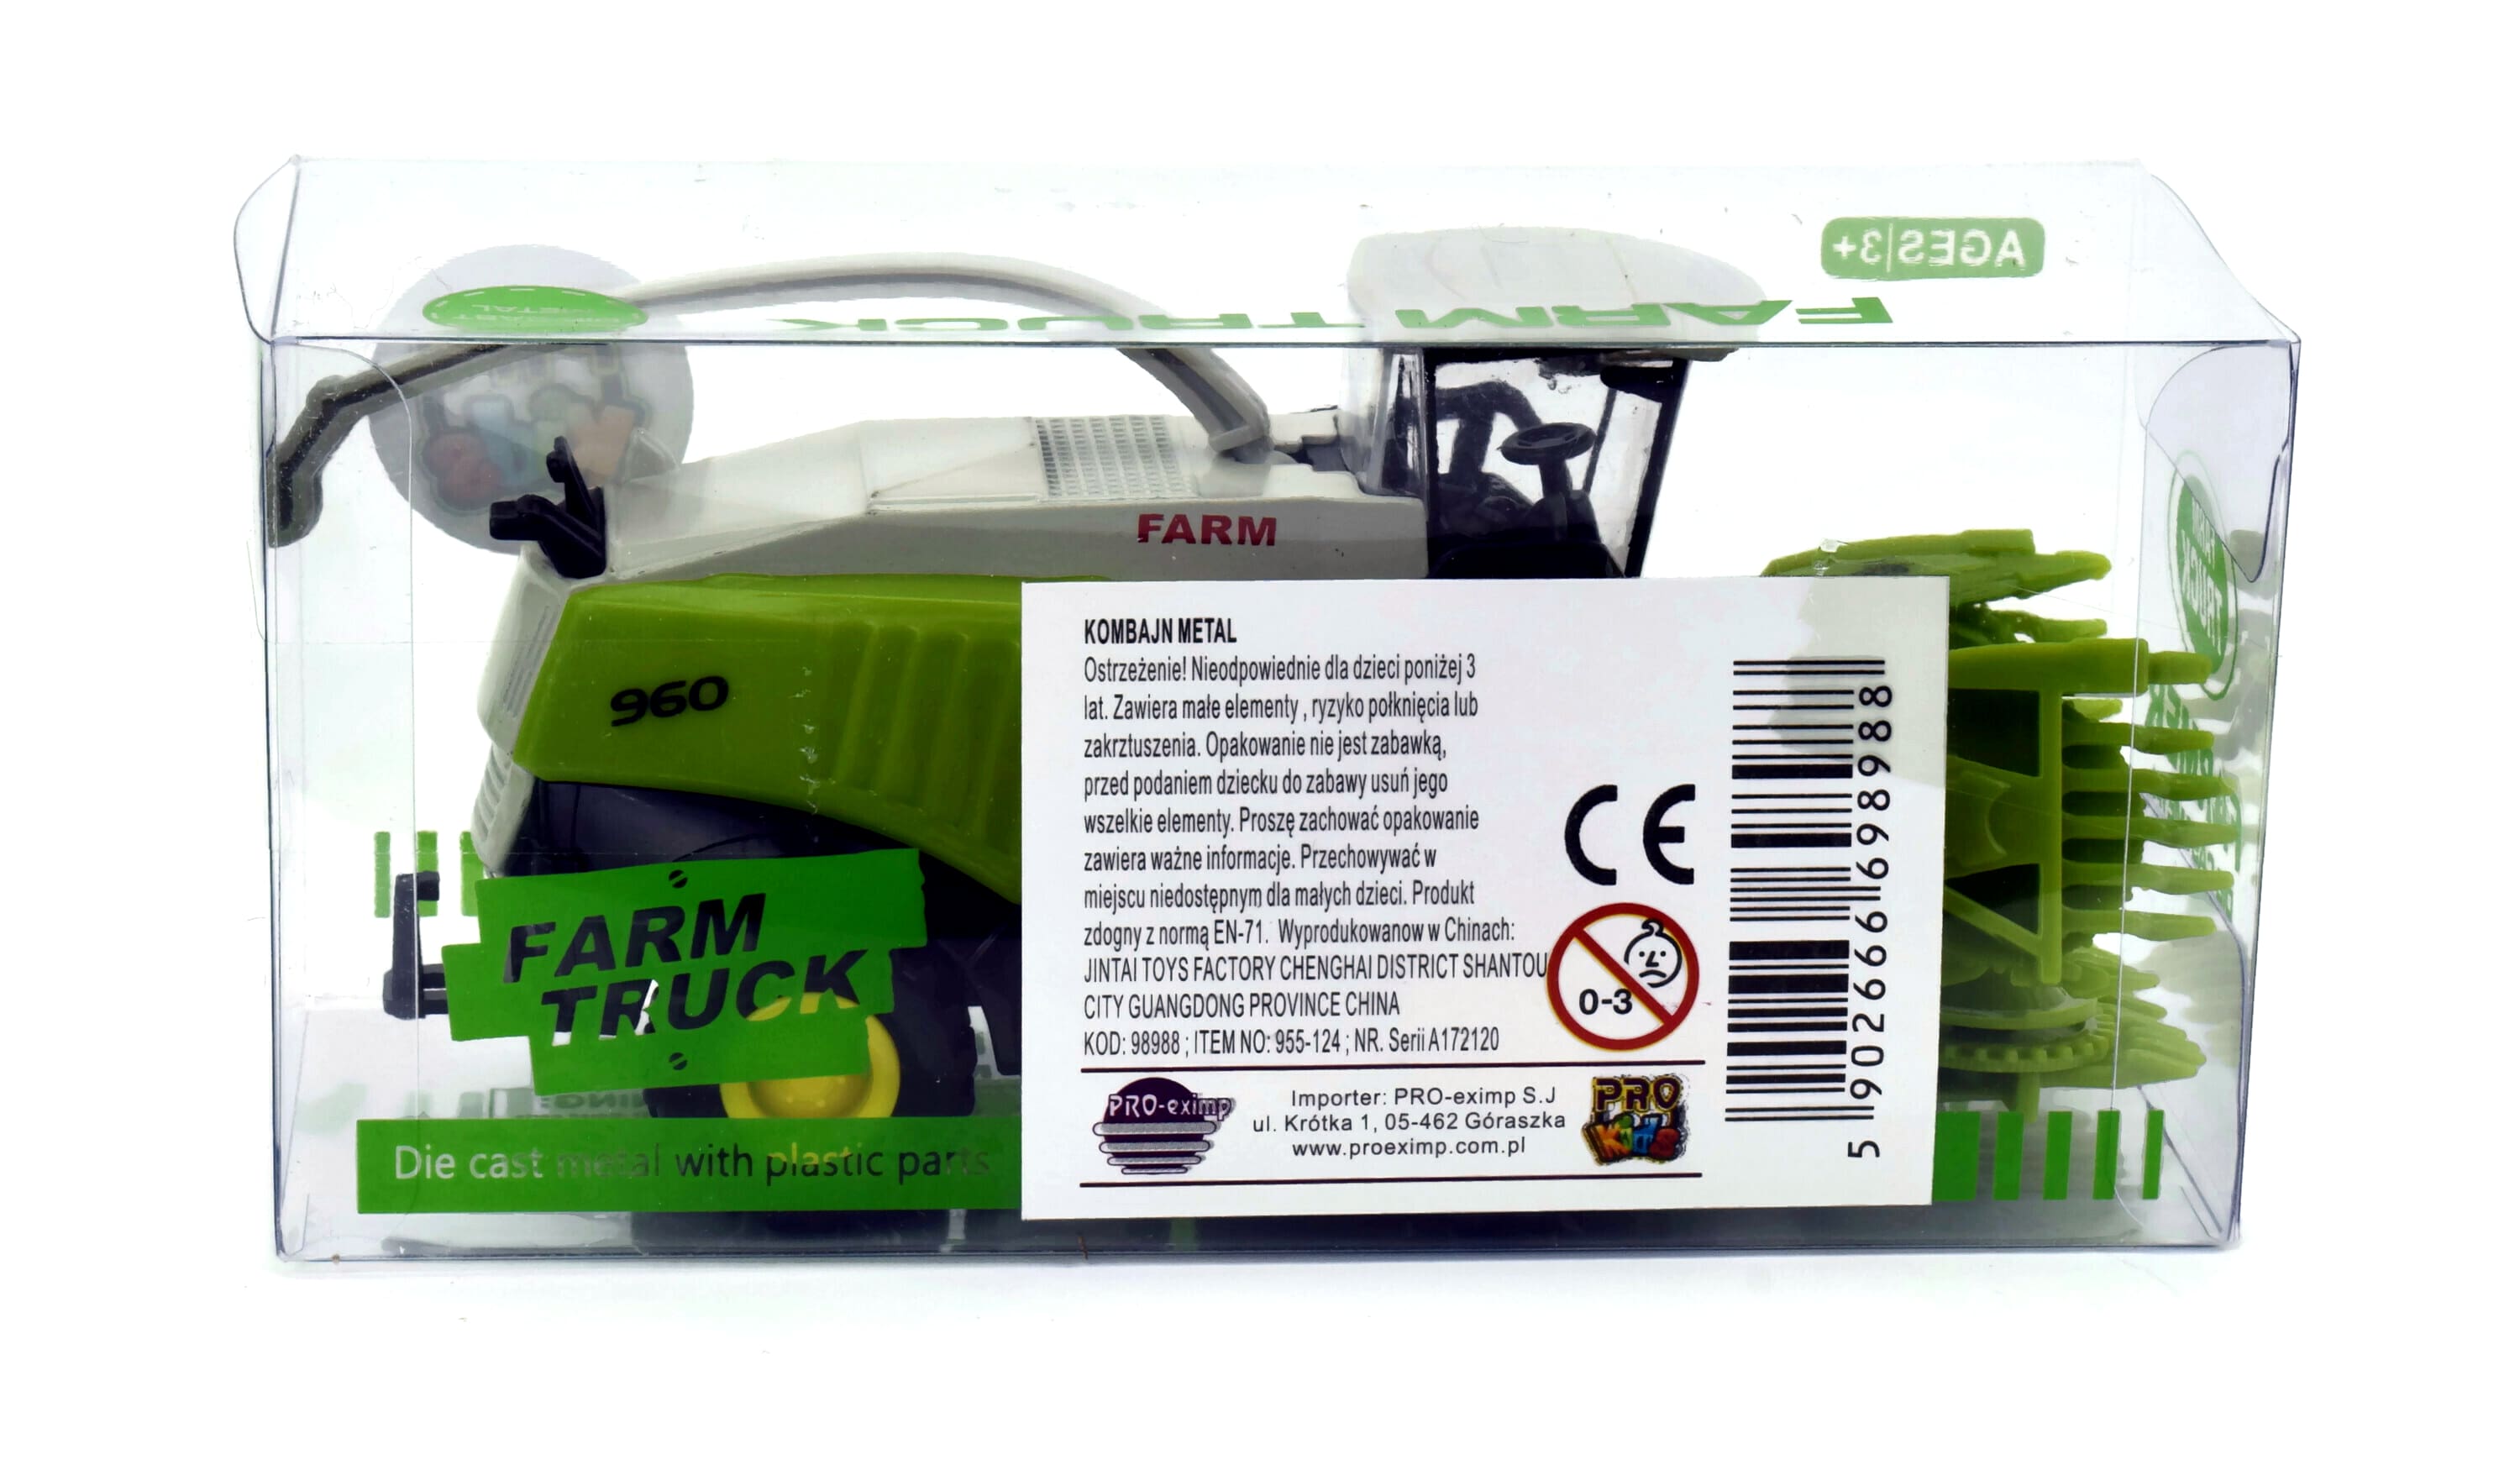 AGES|3+
FARM TRUCK
FARM
960
FARM
TRUCK
Die cast metal with plastic parts
KOMBAJN METAL
Ostrzeżenie! Nieodpowiednie dla dzieci poniżej 3
lat. Zawiera małe elementy , ryzyko połknięcia lub
zakrztuszenia. Opakowanie nie jest zabawką,
przed podaniem dziecku do zabawy usuń jego
wszelkie elementy. Proszę zachować opakowanie
zawiera ważne informacje. Przechowywać w
miejscu niedostępnym dla małych dzieci. Produkt
zdogny z normą EN-71. Wyprodukowanow w Chinach:
JINTAI TOYS FACTORY CHENGHAI DISTRICT SHANTOU
CITY GUANGDONG PROVINCE CHINA
KOD: 98988 ; ITEM NO: 955-124 ; NR. Serii A172120
CE
0-3
PRO-eximp
Importer: PRO-eximp S.J
ul. Krótka 1, 05-462 Góraszka
www.proeximp.com.pl
PRO
Kids
5 902666 698988
FARM
TRUCK